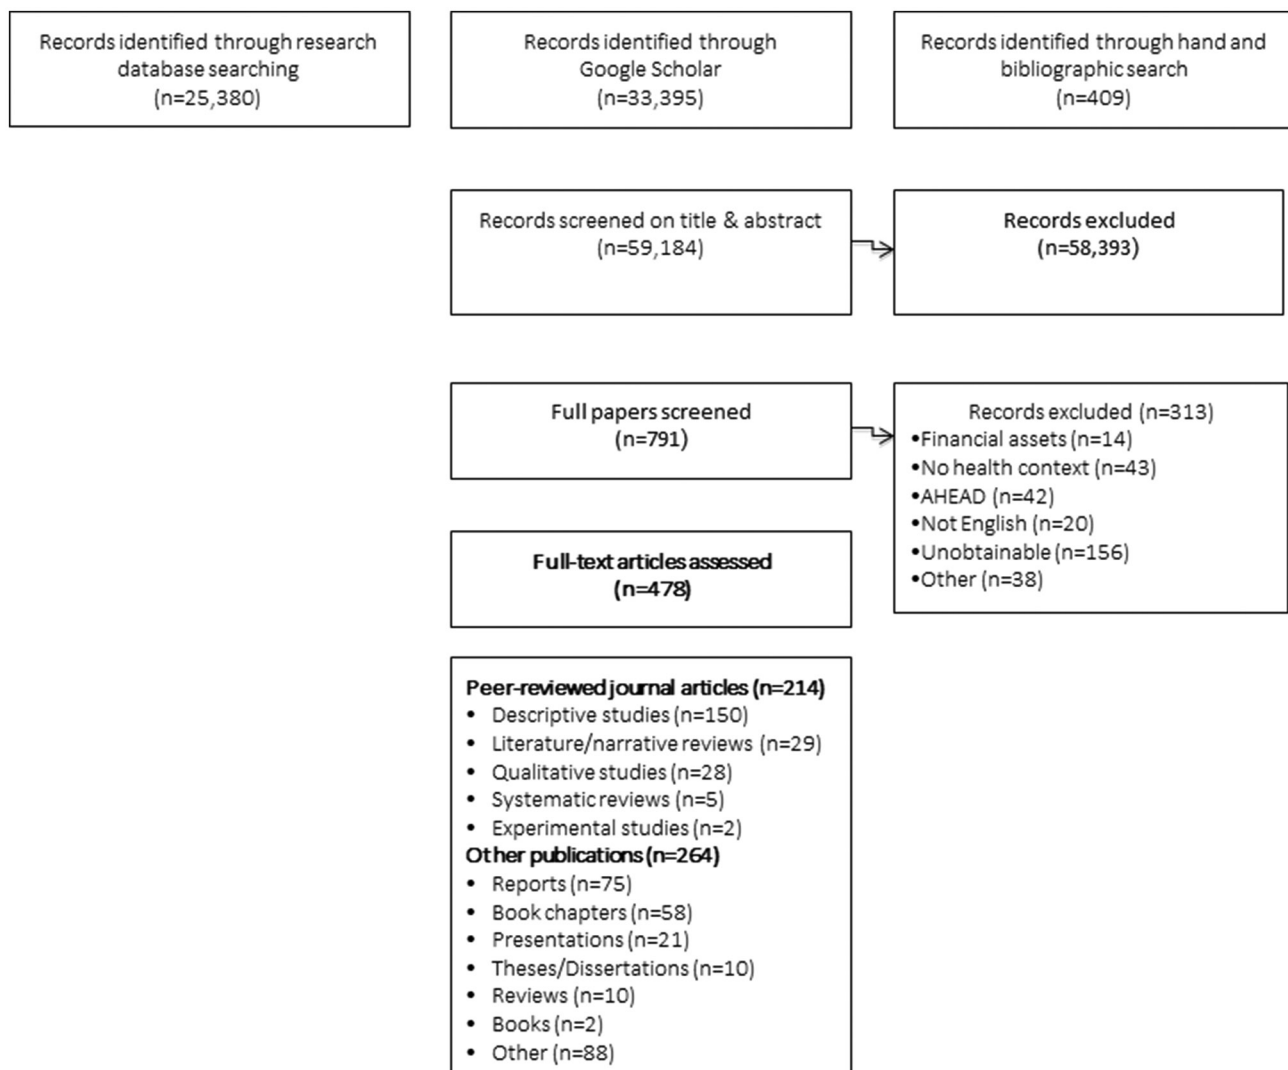 Records identified through research
database searching
(n=25,380)
Records identified through
Google Scholar
(n=33,395)
Records identified through hand and
bibliographic search
(n=409)
Records screened on title & abstract
(n=59,184)
Records excluded
(n=58,393)
Full papers screened
(n=791)
Records excluded (n=313)
•Financial assets (n=14)
•No health context (n=43)
•AHEAD (n=42)
•Not English (n=20)
•Unobtainable (n=156)
•Other (n=38)
Full-text articles assessed
(n=478)
Peer-reviewed journal articles (n=214)
• Descriptive studies (n=150)
• Literature/narrative reviews (n=29)
• Qualitative studies (n=28)
• Systematic reviews (n=5)
• Experimental studies (n=2)
Other publications (n=264)
• Reports (n=75)
• Book chapters (n=58)
• Presentations (n=21)
• Theses/Dissertations (n=10)
• Reviews (n=10)
• Books (n=2)
• Other (n=88)